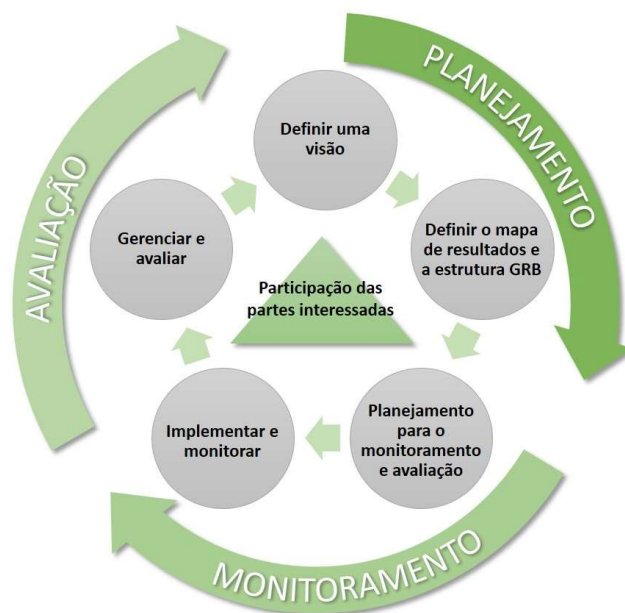 PLANEJAMENTO
Definir uma
visão
Definir o mapa
de resultados e
a estrutura GRB
Planejamento
para o
monitoramento
e avaliação
Implementar e
monitorar
Gerenciar e
avaliar
Participação das
partes interessadas
MONITORAMENTO
AVALIAÇÃO